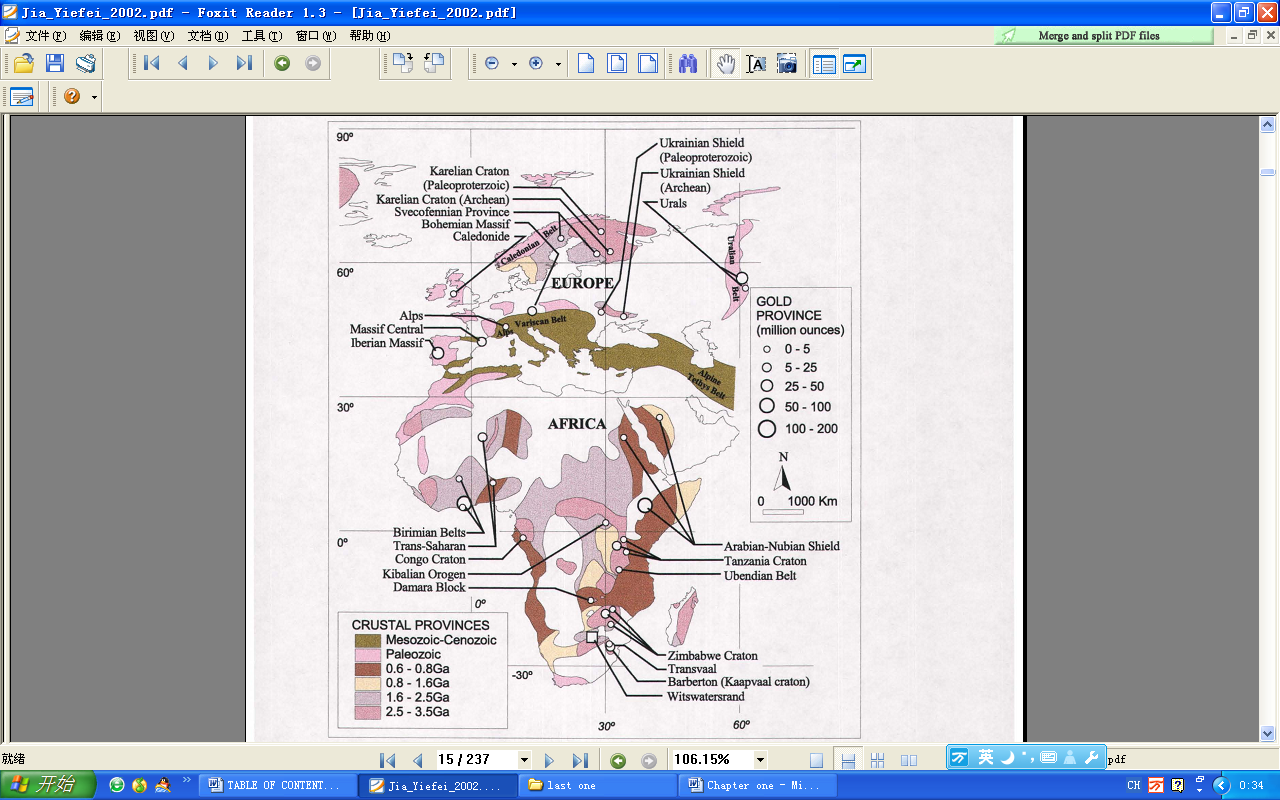 Jia_Yiefei_2002.pdf - Foxit Reader 1.3 - [Jia_Yiefei_2002.pdf]
文件(F) 编辑(E) 视图(V) 文档(D) 工具(T) 窗口(W) 帮助(H)
Merge and split PDF files
90º
Ukrainian Shield
(Paleoproterozoic)
Ukrainian Shield
(Archean)
Urals
Karelian Craton
(Paleoproterzoic)
Karelian Craton (Archean)
Svecofennian Province
Bohemian Massif
Caledonide
Caledonian Belt
Uralian Belt
60º
EUROPE
Alps
Massif Central
Iberian Massif
Alps
Variscan Belt
Alpine
Tethys Belt
GOLD
PROVINCE
(million ounces)
0 - 5
5 - 25
25 - 50
50 - 100
100 - 200
N
0 1000 Km
30º
AFRICA
Birimian Belts
Trans-Saharan
Congo Craton
Kibalian Orogen
Damara Block
0º
0º
Arabian-Nubian Shield
Tanzania Craton
Ubendian Belt
Zimbabwe Craton
Transvaal
Barberton (Kaapvaal craton)
Witswatersrand
CRUSTAL PROVINCES
Mesozoic-Cenozoic
Paleozoic
0.6 - 0.8Ga
0.8 - 1.6Ga
1.6 - 2.5Ga
2.5 - 3.5Ga
-30º
30º
60º
就绪
15 / 237
106.15%
英
pdf
开始
TABLE OF CONTENT...
Jia_Yiefei_2002....
last one
Chapter one - Mi...
CH
0:34